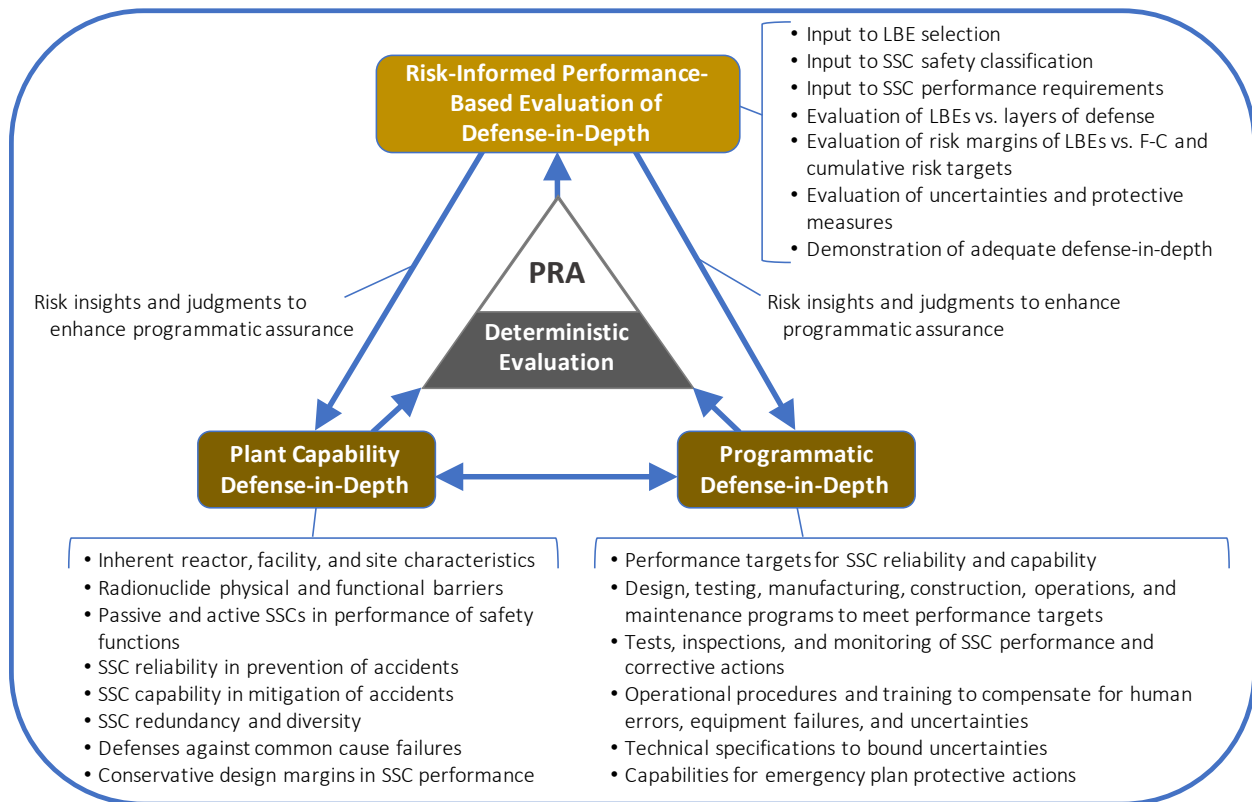 Risk-Informed Performance-
Based Evaluation of
Defense-in-Depth
• Input to LBE selection
• Input to SSC safety classification
• Input to SSC performance requirements
• Evaluation of LBEs vs. layers of defense
• Evaluation of risk margins of LBEs vs. F-C and
cumulative risk targets
• Evaluation of uncertainties and protective
measures
• Demonstration of adequate defense-in-depth
PRA
Deterministic
Evaluation
Risk insights and judgments to
enhance programmatic assurance
Risk insights and judgments to
programmatic assurance
Plant Capability
Defense-in-Depth
Programmatic
Defense-in-Depth
• Inherent reactor, facility, and site characteristics
• Radionuclide physical and functional barriers
• Passive and active SSCs in performance of safety
functions
• SSC reliability in prevention of accidents
• SSC capability in mitigation of accidents
• SSC redundancy and diversity
• Defenses against common cause failures
• Conservative design margins in SSC performance
• Performance targets for SSC reliability and capability
• Design, testing, manufacturing, construction, operations, and
maintenance programs to meet performance targets
• Tests, inspections, and monitoring of SSC performance and
corrective actions
• Operational procedures and training to compensate for human
errors, equipment failures, and uncertainties
• Technical specifications to bound uncertainties
• Capabilities for emergency plan protective actions